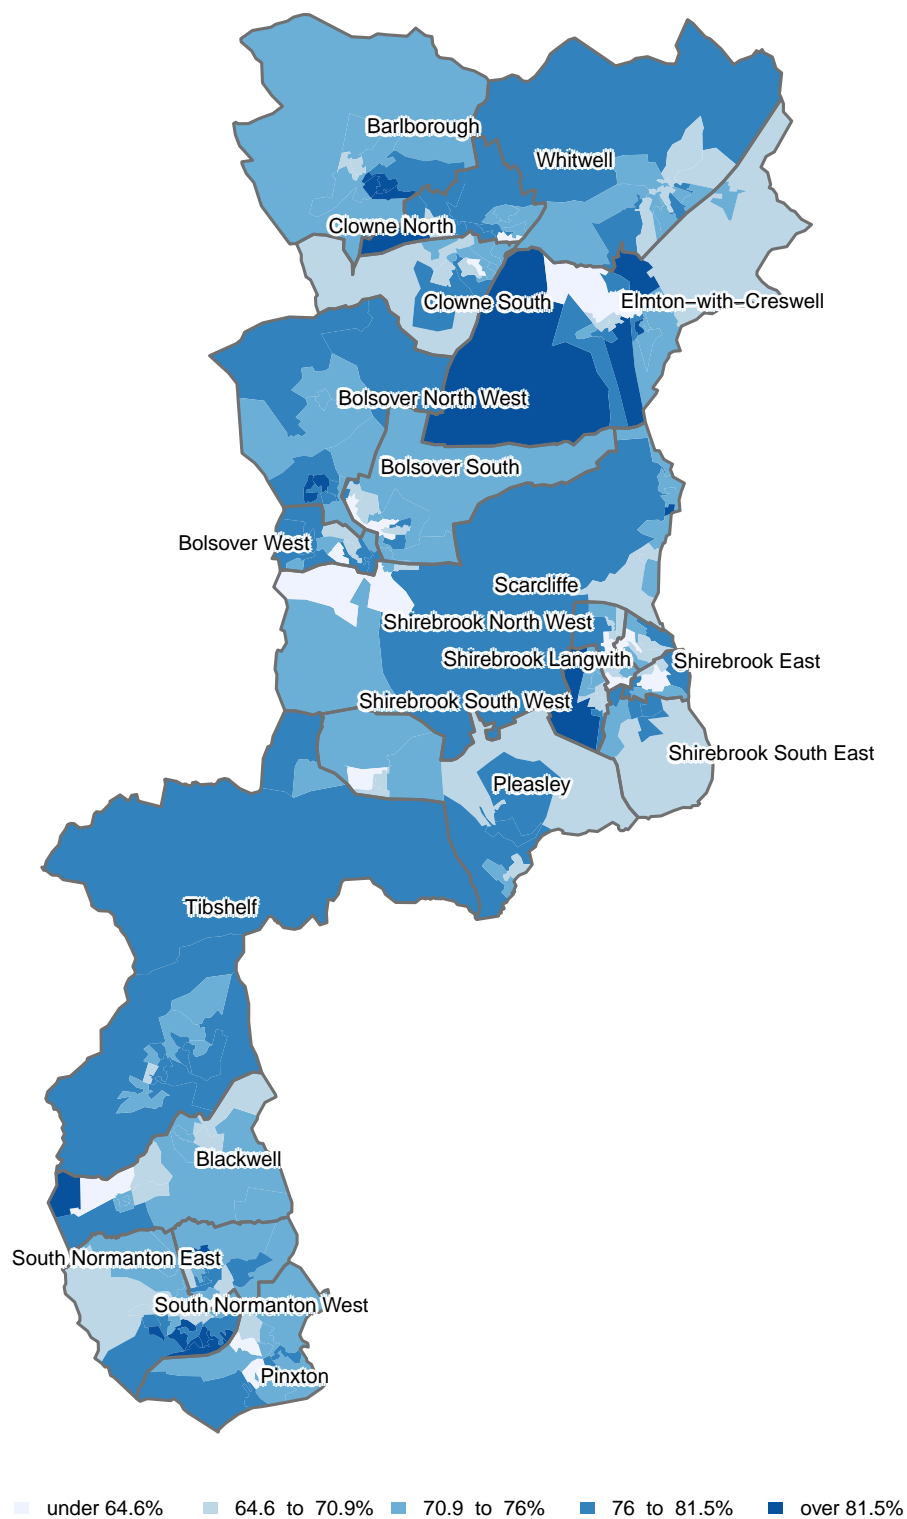 Barlborough
Whitwell
Clowne North
Clowne South
Elmton−with−Creswell
Bolsover North West
Bolsover South
Bolsover West
Scarcliffe
Shirebrook North West
Shirebrook Langwith
Shirebrook East
Shirebrook South West
Shirebrook South East
Pleasley
Tibshelf
Blackwell
South Normanton East
South Normanton West
Pinxton
under 64.6% 64.6 to 70.9% 70.9 to 76% 76 to 81.5% over 81.5%